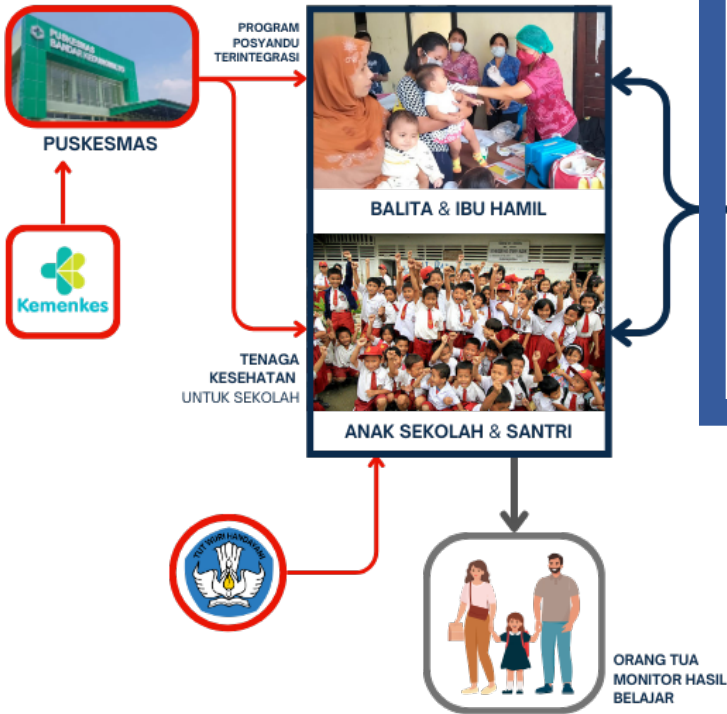 PROGRAM
POSYANDU
TERINTEGRASI
PUSKESMAS
PUSKESMAS
Kemenkes
BALITA & IBU HAMIL
TENAGA
KESEHATAN
UNTUK SEKOLAH
ANAK SEKOLAH & SANTRI
TUT WURI HANDAYANI
ORANG TUA
MONITOR HASIL
BELAJAR